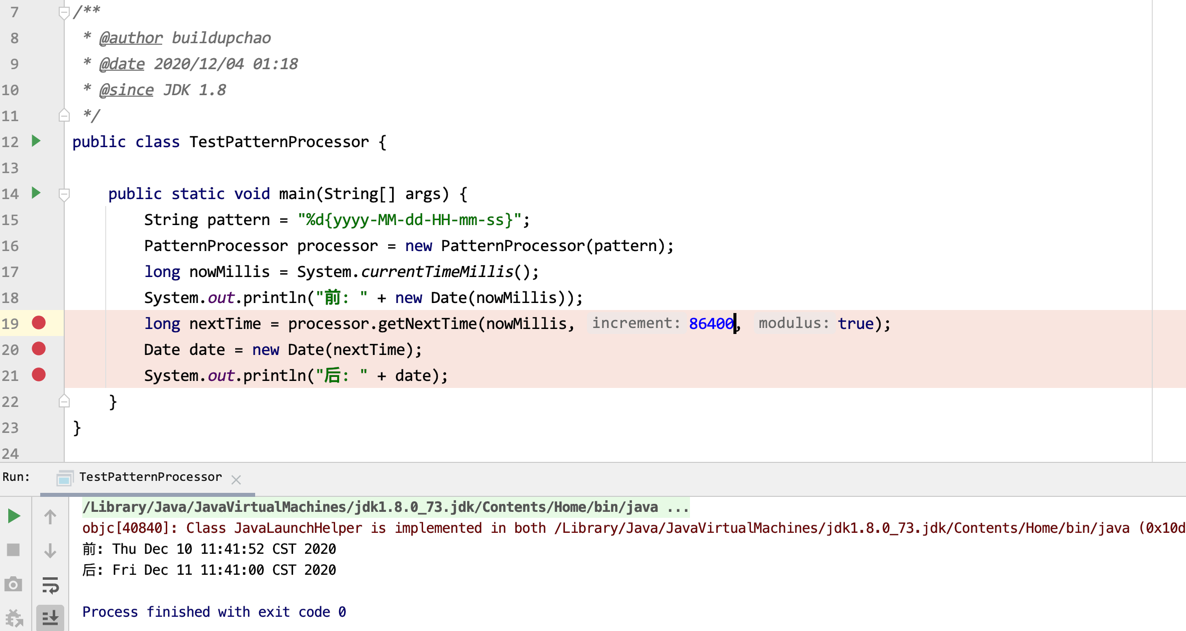 7 /**
8 * @author buildupchao
9 * @date 2020/12/04 01:18
10 * @since JDK 1.8
11 */
12 public class TestPatternProcessor {
13
14 public static void main(String[] args) {
15 String pattern = "%d{yyyy-MM-dd-HH-mm-ss}";
16 PatternProcessor processor = new PatternProcessor(pattern);
17 long nowMillis = System.currentTimeMillis();
18 System.out.println("前: " + new Date(nowMillis));
19 long nextTime = processor.getNextTime(nowMillis, increment: 86400, modulus: true);
20 Date date = new Date(nextTime);
21 System.out.println("后: " + date);
22 }
23 }
24
Run: TestPatternProcessor
/Library/Java/JavaVirtualMachines/jdk1.8.0_73.jdk/Contents/Home/bin/java ...
objc[40840]: Class JavaLaunchHelper is implemented in both /Library/Java/JavaVirtualMachines/jdk1.8.0_73.jdk/Contents/Home/bin/java (0x10d
前: Thu Dec 10 11:41:52 CST 2020
后: Fri Dec 11 11:41:00 CST 2020
Process finished with exit code 0